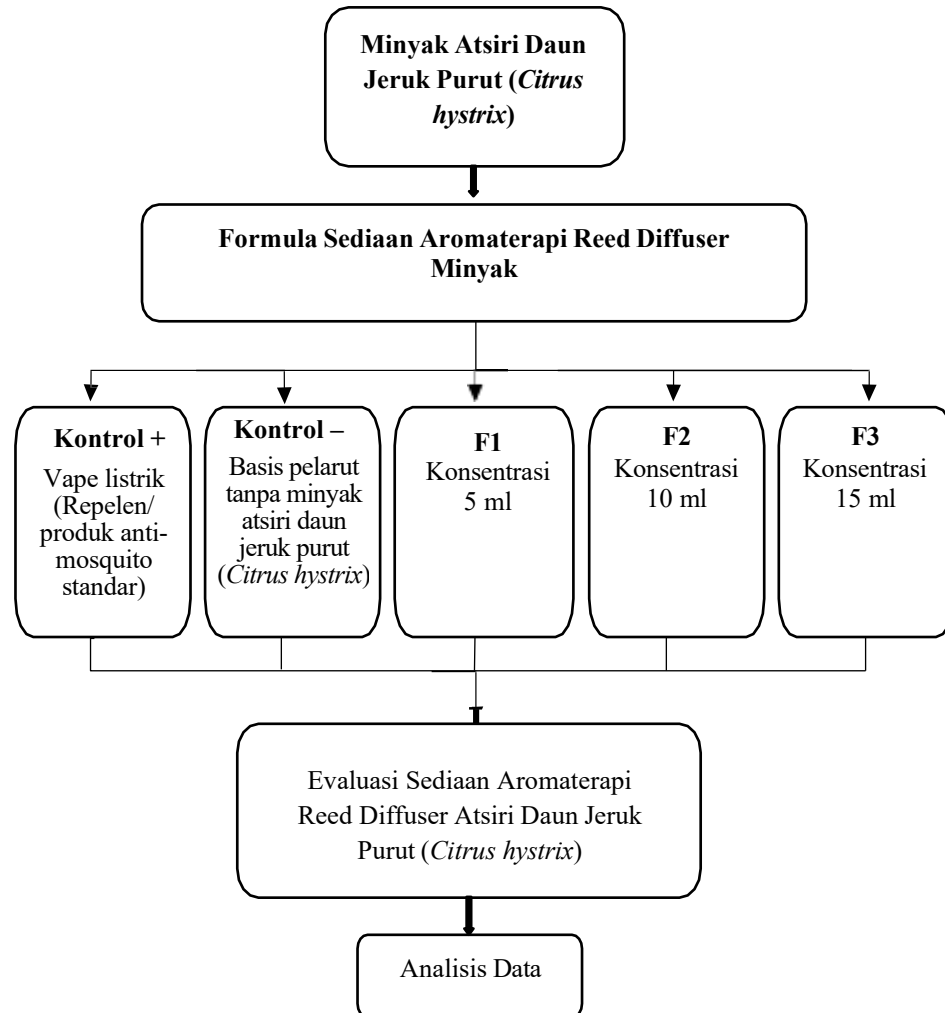 Minyak Atsiri Daun
Jeruk Purut (Citrus
hystrix)
Formula Sediaan Aromaterapi Reed Diffuser
Minyak
Kontrol +
Vape listrik
(Repelen/
produk anti-
mosquito
standar)
Kontrol –
Basis pelarut
tanpa minyak
atsiri daun
jeruk purut
(Citrus hystrix)
F1
Konsentrasi
5 ml
F2
Konsentrasi
10 ml
F3
Konsentrasi
15 ml
Evaluasi Sediaan Aromaterapi
Reed Diffuser Atsiri Daun Jeruk
Purut (Citrus hystrix)
Analisis Data